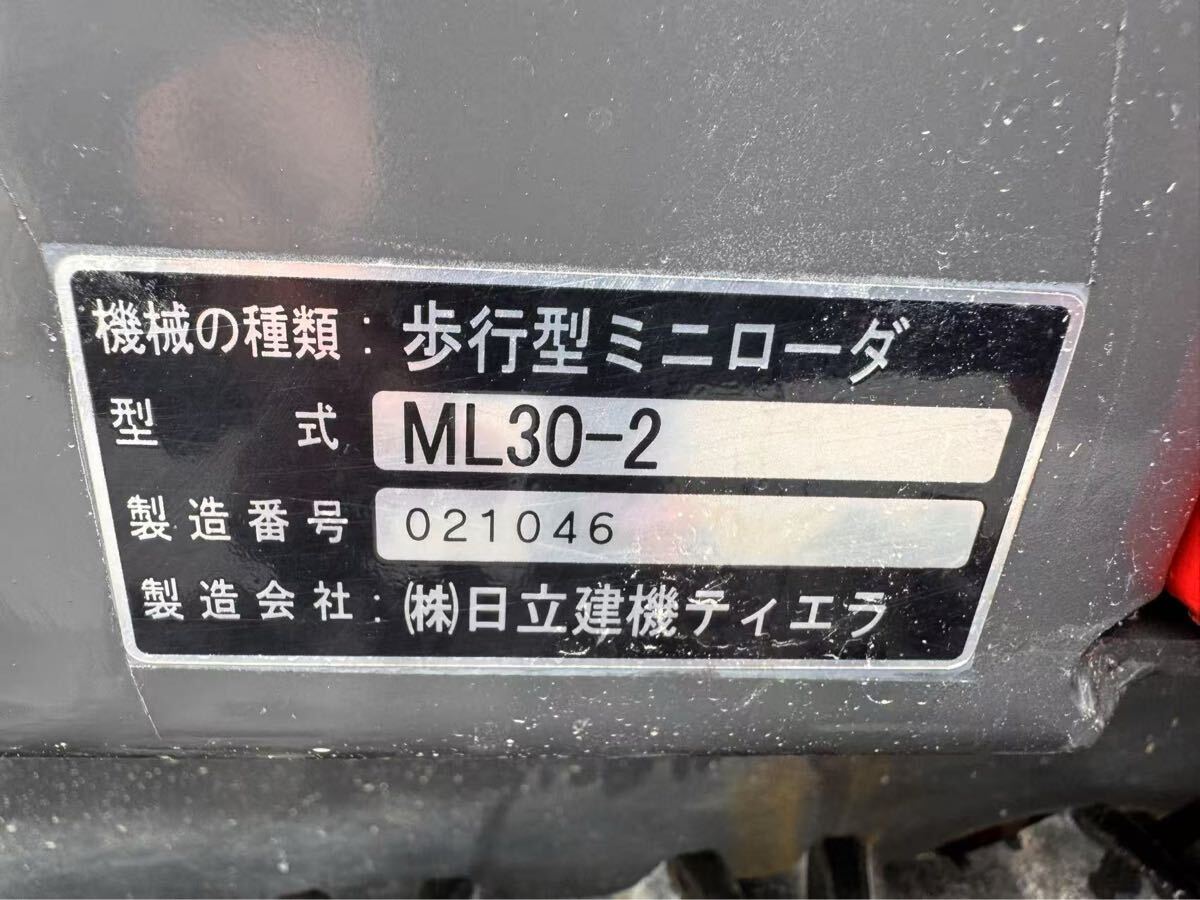 機械の種類: 歩行型ミニローダ
型式 ML30-2
製造番号 021046
製造会社: ㈱日立建機ティエラ